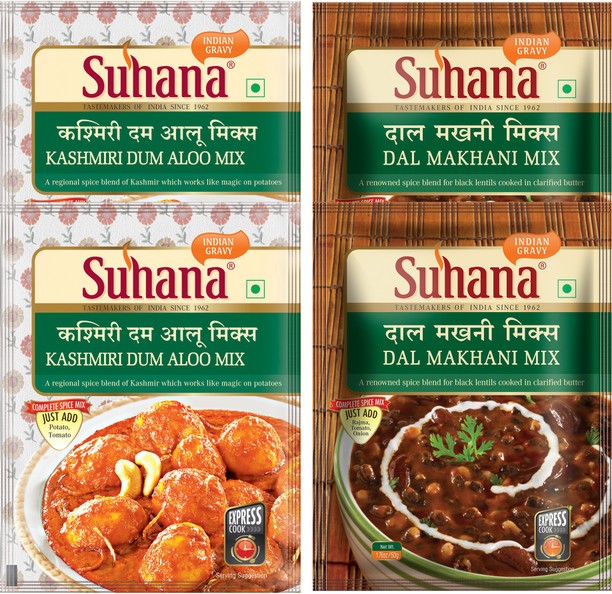 INDIAN
GRAVY
Suhana®
TASTEMAKERS OF INDIA SINCE 1962
कश्मिरी दम आलू मिक्स
KASHMIRI DUM ALOO MIX
A regional spice blend of Kashmir which works like magic on potatoes
INDIAN
GRAVY
Suhana®
TASTEMAKERS OF INDIA SINCE 1962
दाल मखनी मिक्स
DAL MAKHANI MIX
A renowned spice blend for black lentils cooked in clarified butter
INDIAN
GRAVY
Suhana®
TASTEMAKERS OF INDIA SINCE 1962
कश्मिरी दम आलू मिक्स
KASHMIRI DUM ALOO MIX
A regional spice blend of Kashmir which works like magic on potatoes
COMPLETE SPICE MIX
JUST ADD
Potato,
Tomato
EXPRESS
COOK
Serving Suggestion
INDIAN
GRAVY
Suhana®
TASTEMAKERS OF INDIA SINCE 1962
दाल मखनी मिक्स
DAL MAKHANI MIX
A renowned spice blend for black lentils cooked in clarified butter
COMPLETE SPICE MIX
JUST ADD
Rajma,
Tomato,
Onion
Net Wt.
EXPRESS
COOK
Serving Suggestion